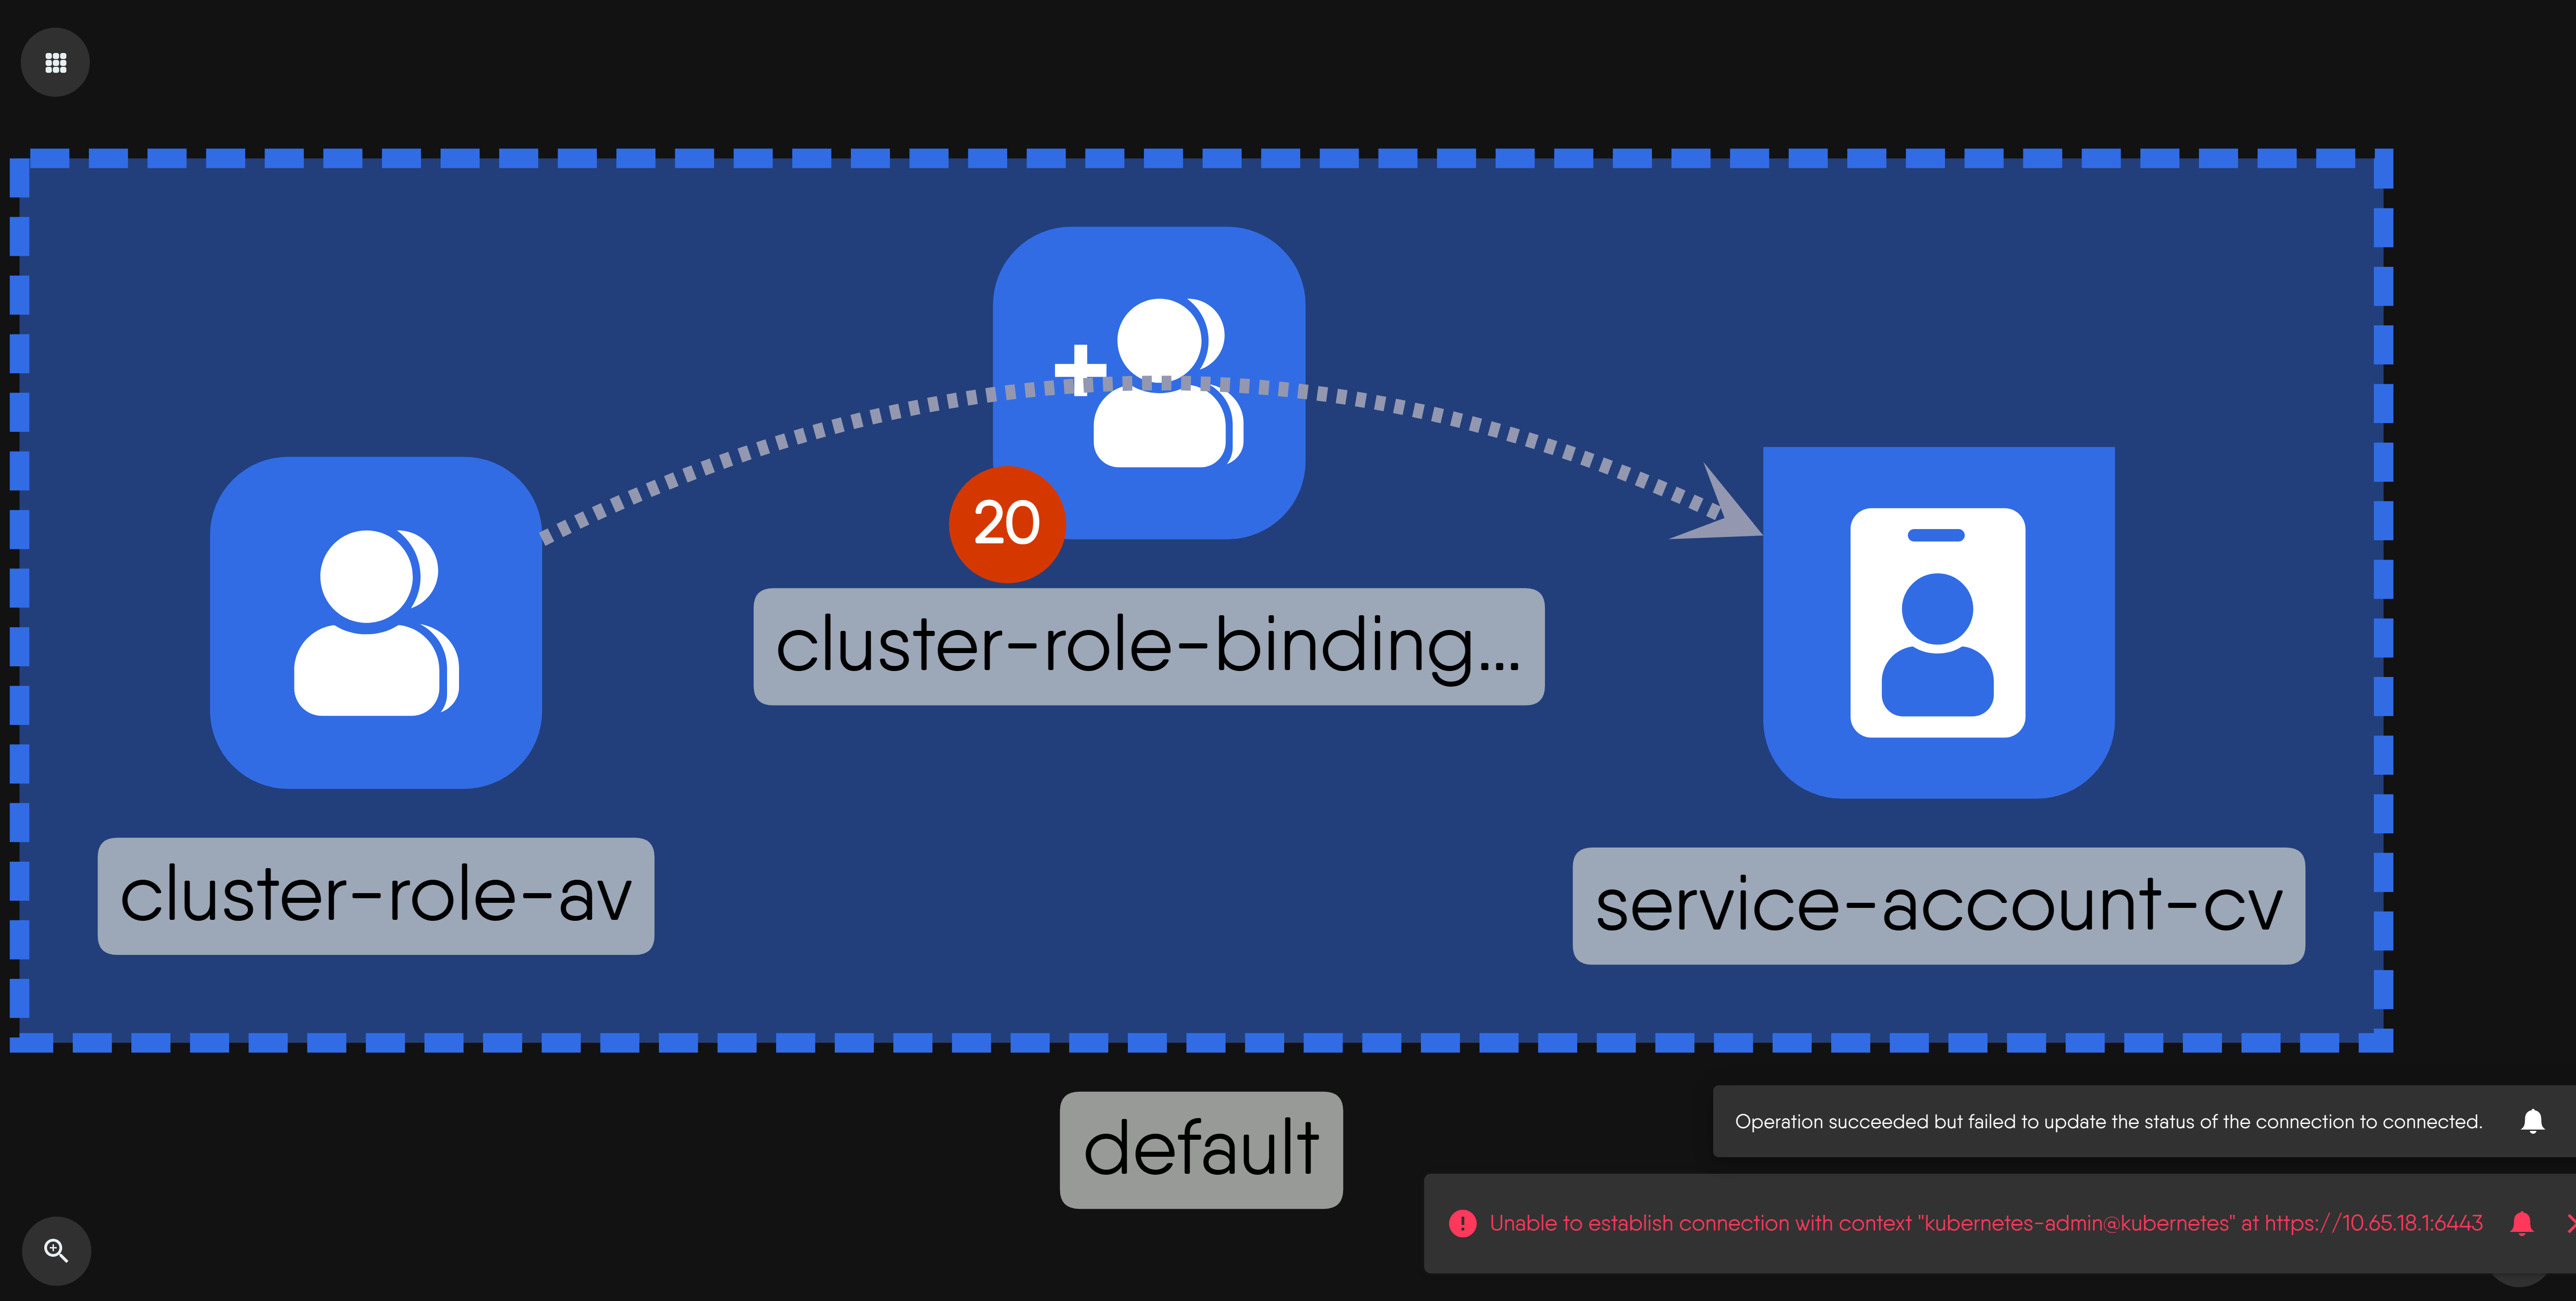 20
cluster-role-binding...
cluster-role-av
service-account-cv
default
Operation succeeded but failed to update the status of the connection to connected.
Unable to establish connection with context "kubernetes-admin@kubernetes" at https://10.65.18.1:6443